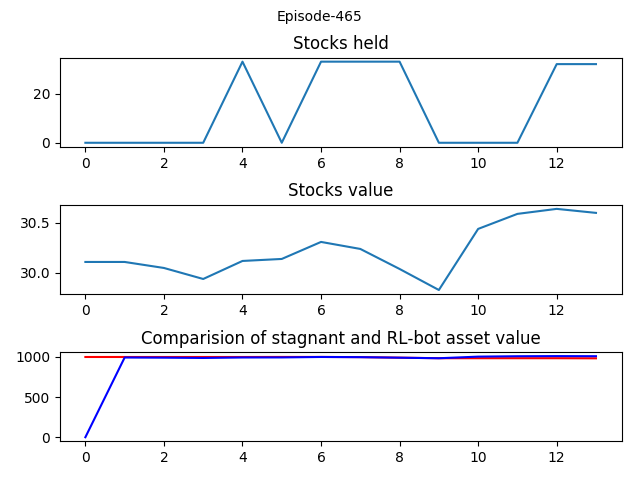 Episode-465
Stocks held
20
0
0 2 4 6 8 10 12
Stocks value
30.5
30.0
0 2 4 6 8 10 12
Comparision of stagnant and RL-bot asset value
1000
500
0
0 2 4 6 8 10 12